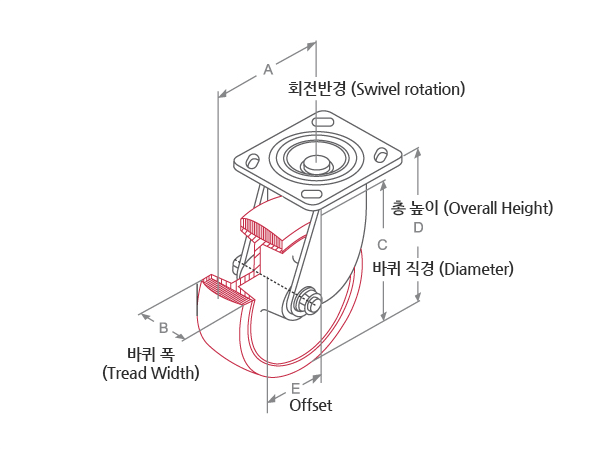 A
회전반경 (Swivel rotation)
총 높이 (Overall Height)
D
C
바퀴 직경 (Diameter)
B
바퀴 폭
(Tread Width)
E
Offset